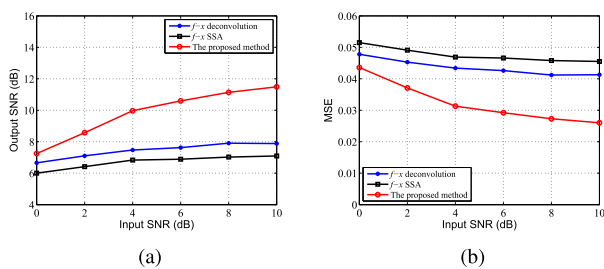 16
14
12
10
8
6
4
Output SNR (dB)
f−x deconvolution
f−x SSA
The proposed method
0 2 4 6 8 10
Input SNR (dB)
(a)
0.06
0.05
0.04
0.03
0.02
0.01
0
MSE
f−x deconvolution
f−x SSA
The proposed method
0 2 4 6 8 10
Input SNR (dB)
(b)